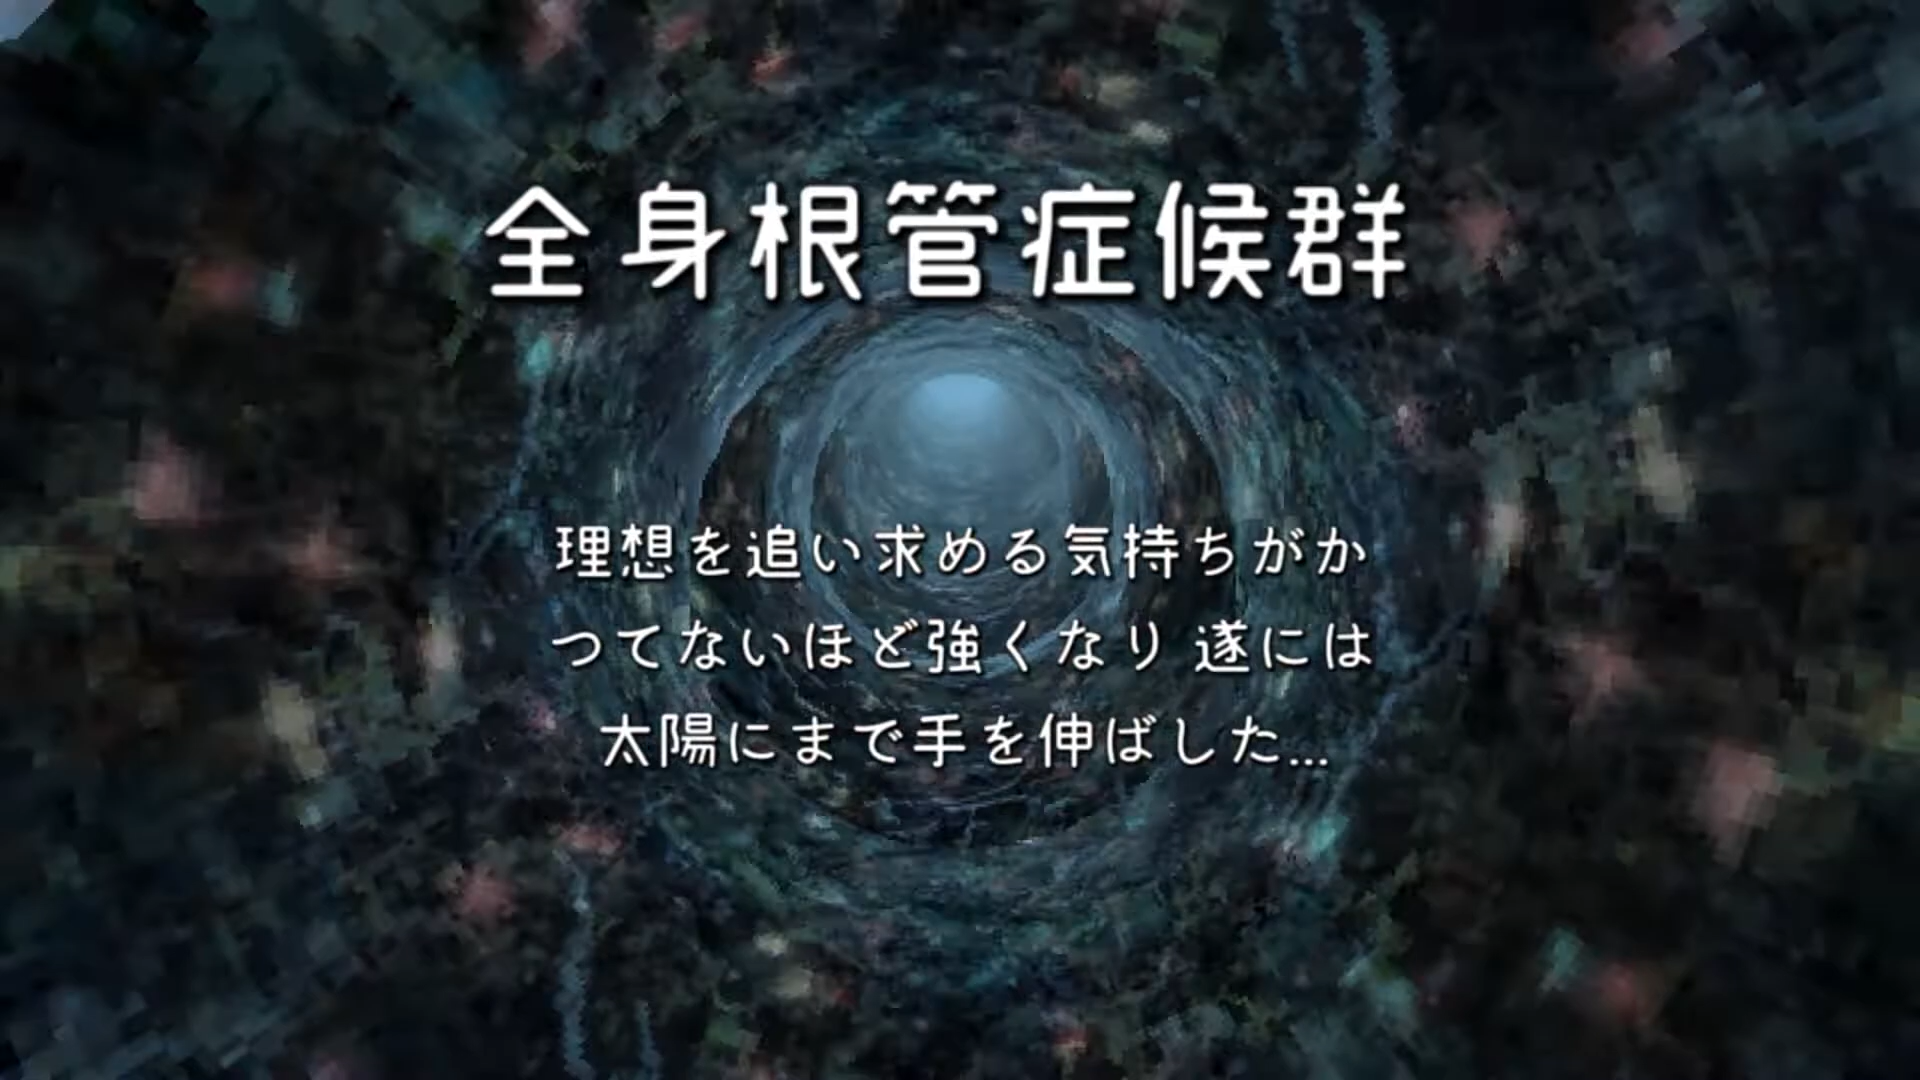 全身根管症候群
理想を追い求める気持ちがか
つてないほど強くなり 遂には
太陽にまで手を伸ばした...